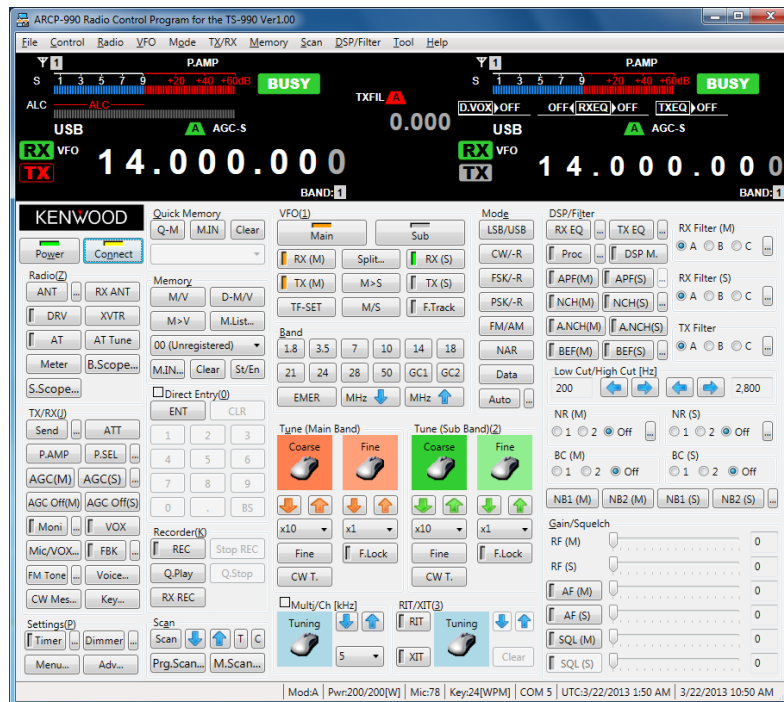 ARCP-990 Radio Control Program for the TS-990 Ver1.00
File Control Radio VFO Mode TX/RX Memory Scan DSP/Filter Tool Help
1 P.AMP
S 1 3 5 7 9 +20 +40 +60dB BUSY
ALC ALC
USB A AGC-S
RX VFO
TX
14.000.000
BAND:1
TXFIL A
0.000
1 P.AMP
S 1 3 5 7 9 +20 +40 +60dB BUSY
D.VOX OFF OFF RXEQ OFF TXEQ OFF
USB A AGC-S
RX VFO
TX
14.000.000
BAND:1
KENWOOD
Power Connect
Radio(Z)
ANT ... RX ANT
DRV XVTR
AT AT Tune
Meter B.Scope...
S.Scope...
TX/RX(J)
Send ... ATT
P.AMP P.SEL ...
AGC(M) AGC(S) ...
AGC Off(M) AGC Off(S)
Moni ... VOX
Mic/VOX... FBK ...
FM Tone ... Voice...
CW Mes... Key...
Settings(P)
Timer ... Dimmer ...
Menu... Adv...
Quick Memory
Q-M M.IN Clear
Memory
M/V D-M/V
M>V M.List...
00 (Unregistered)
M.IN... Clear St/En
Direct Entry(0)
ENT CLR
1 2 3
4 5 6
7 8 9
0 . BS
Recorder(K)
REC Stop REC
Q.Play Q.Stop
RX REC
Scan
Scan T C
Prg.Scan... M.Scan...
VFO(1)
Main Sub
RX (M) Split... RX (S)
TX (M) M>S TX (S)
TF-SET M/S F.Track
Band
1.8 3.5 7 10 14 18
21 24 28 50 GC1 GC2
EMER MHz MHz
Tune (Main Band)
Coarse Fine
x10 x1
Fine F.Lock
CW T.
Tune (Sub Band)(2)
Coarse Fine
x10 x1
Fine F.Lock
CW T.
Multi/Ch [kHz]
Tuning
5
RIT/XIT(3)
RIT Tuning
XIT Clear
Mode
LSB/USB
CW/-R
FSK/-R
PSK/-R
FM/AM
NAR
Data
Auto ...
DSP/Filter
RX EQ ... TX EQ ...
Proc ... DSP M.
APF(M) APF(S) ...
NCH(M) NCH(S) ...
A.NCH(M) A.NCH(S)
BEF(M) BEF(S) ...
RX Filter (M)
A B C ...
RX Filter (S)
A B C ...
TX Filter
A B C ...
Low Cut/High Cut [Hz]
200 2,800
NR (M) NR (S)
1 2 Off ... 1 2 Off ...
BC (M) BC (S)
1 2 Off 1 2 Off
NB1 (M) NB2 (M) NB1 (S) NB2 (S) ...
Gain/Squelch
RF (M) 0
RF (S) 0
AF (M) 0
AF (S) 0
SQL (M) 0
SQL (S) 0
Mod:A Pwr:200/200[W] Mic:78 Key:24[WPM] COM 5 UTC:3/22/2013 1:50 AM 3/22/2013 10:50 AM